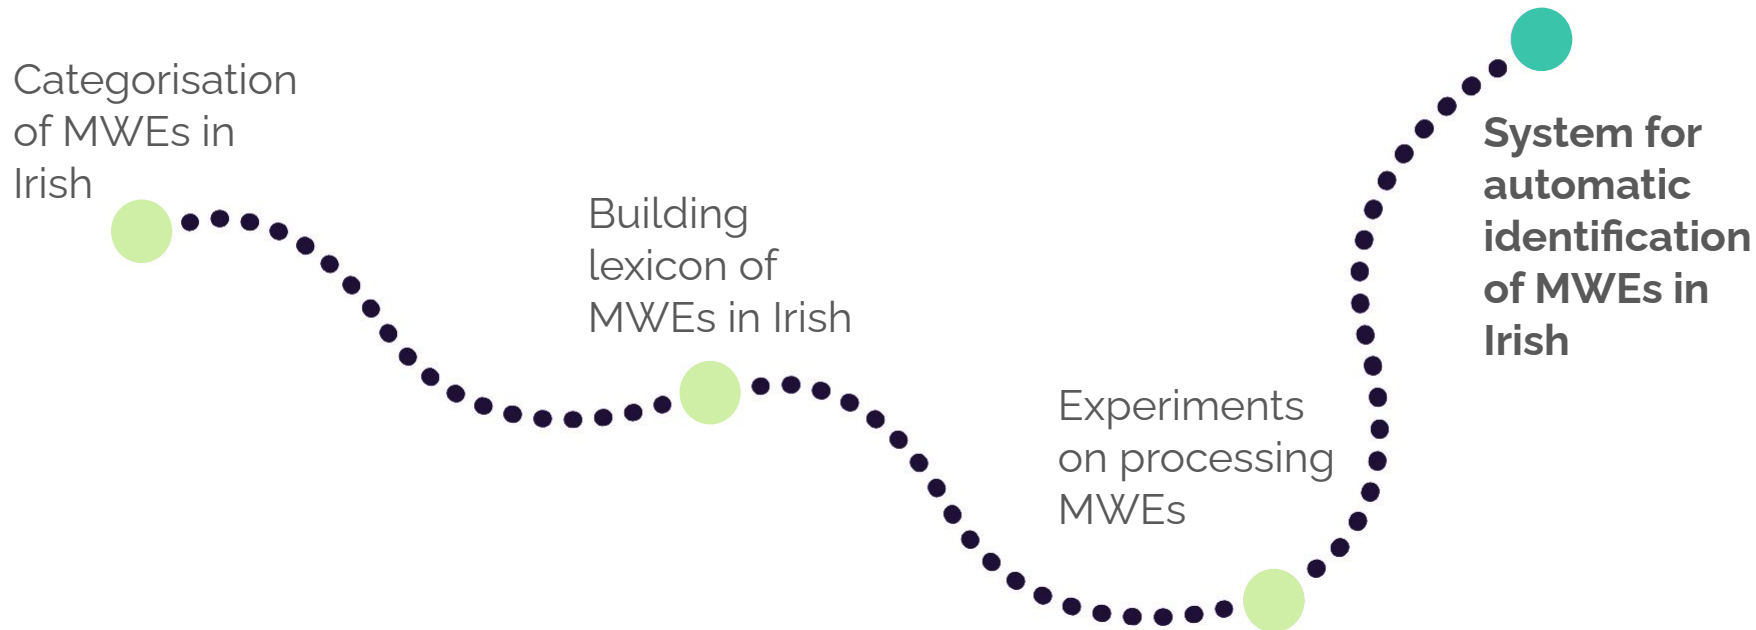 Categorisation
of MWEs in
Irish
Building
lexicon of
MWEs in Irish
Experiments
on processing
MWEs
System for
automatic
identification
of MWEs in
Irish